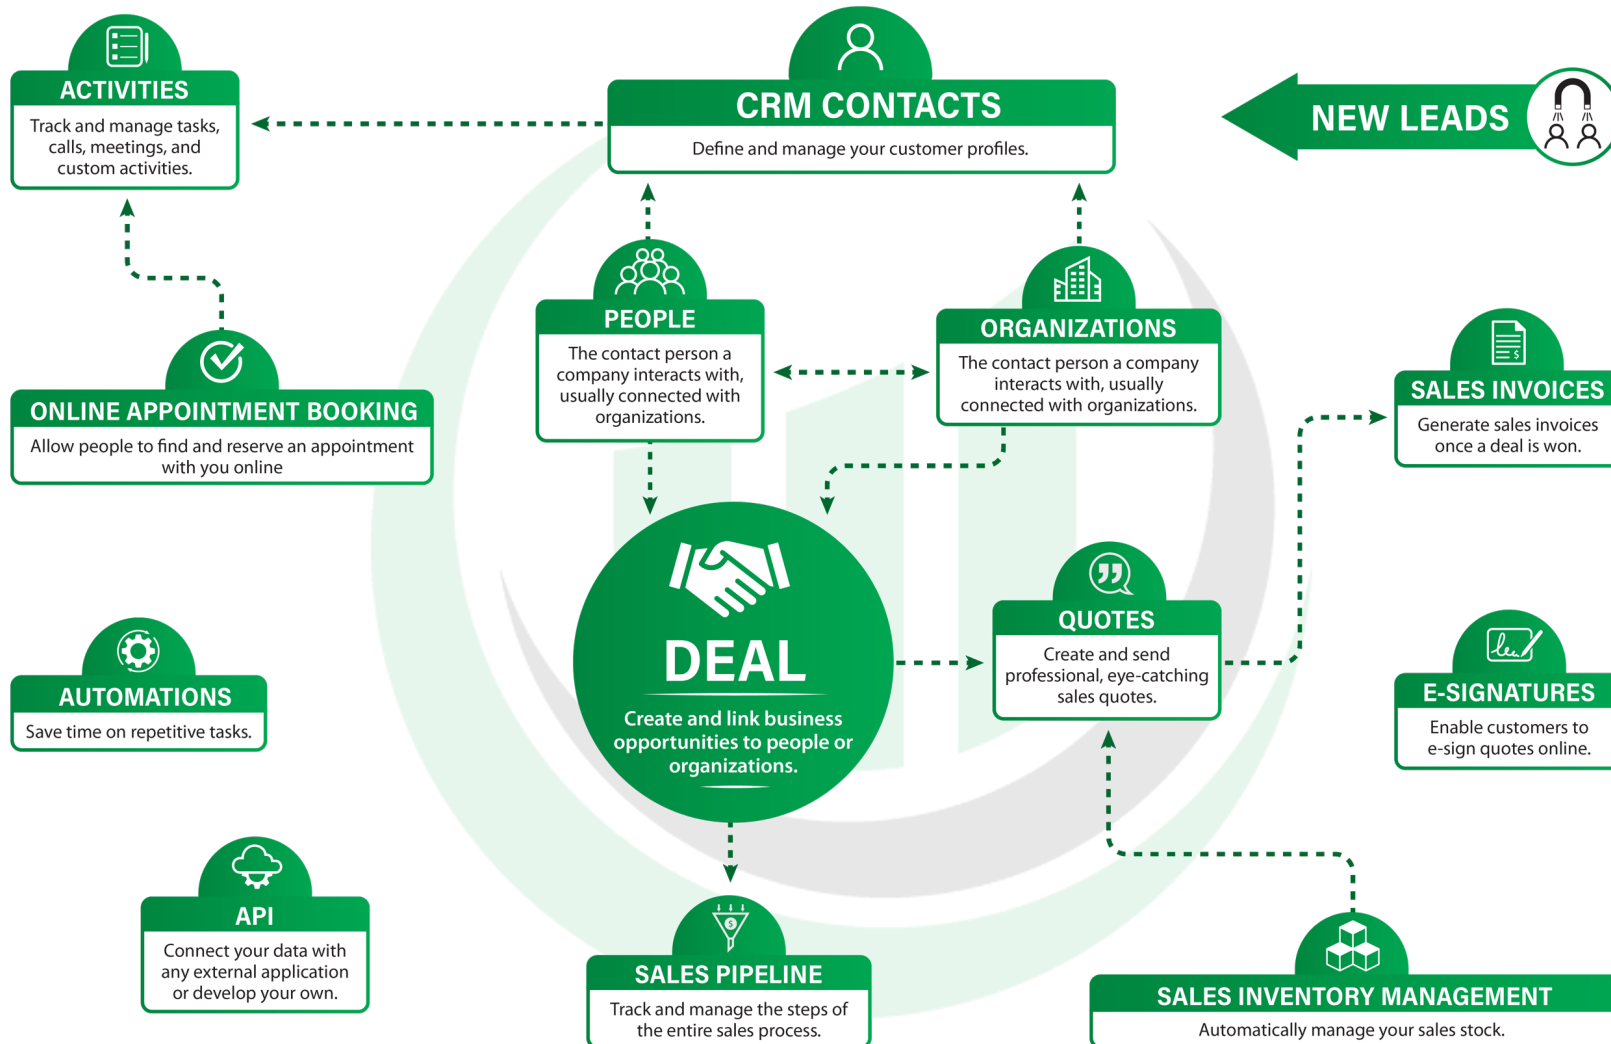 ACTIVITIES
Track and manage tasks,
calls, meetings, and
custom activities.
CRM CONTACTS
Define and manage your customer profiles.
NEW LEADS
PEOPLE
The contact person a
company interacts with,
usually connected with
organizations.
ORGANIZATIONS
The contact person a company
interacts with, usually
connected with organizations.
ONLINE APPOINTMENT BOOKING
Allow people to find and reserve an appointment
with you online
SALES INVOICES
Generate sales invoices
once a deal is won.
DEAL
Create and link business
opportunities to people or
organizations.
QUOTES
Create and send
professional, eye-catching
sales quotes.
AUTOMATIONS
Save time on repetitive tasks.
E-SIGNATURES
Enable customers to
e-sign quotes online.
API
Connect your data with
any external application
or develop your own.
SALES PIPELINE
Track and manage the steps of
the entire sales process.
SALES INVENTORY MANAGEMENT
Automatically manage your sales stock.